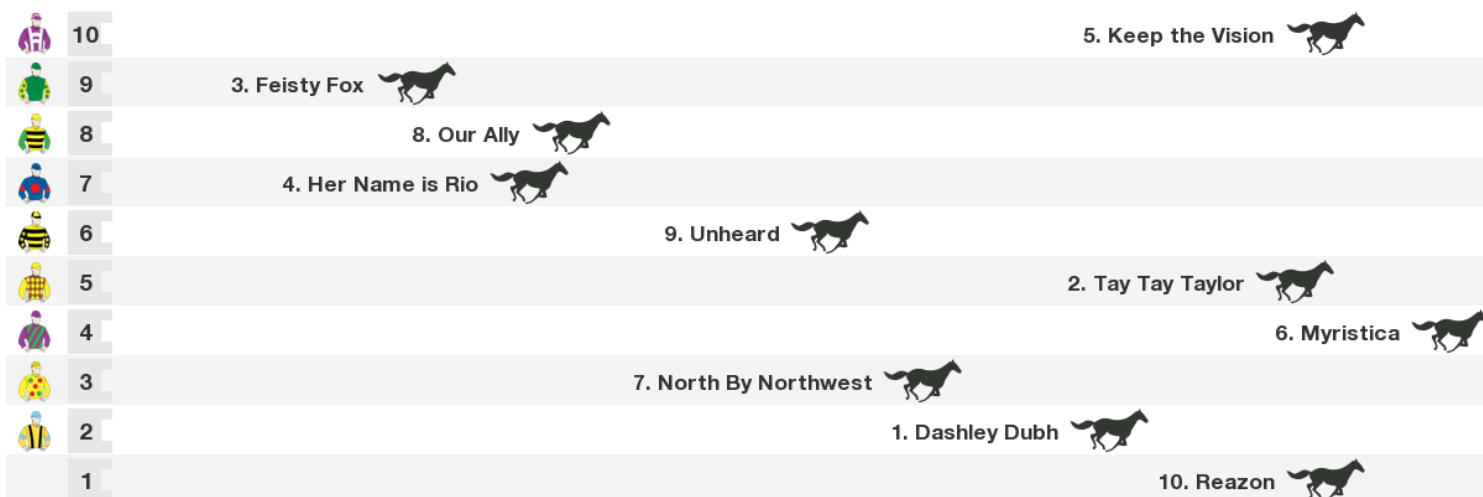 10 5. Keep the Vision
9 3. Feisty Fox
8 8. Our Ally
7 4. Her Name is Rio
6 9. Unheard
5 2. Tay Tay Taylor
4 6. Myristica
3 7. North By Northwest
2 1. Dashley Dubh
1 10. Reazon